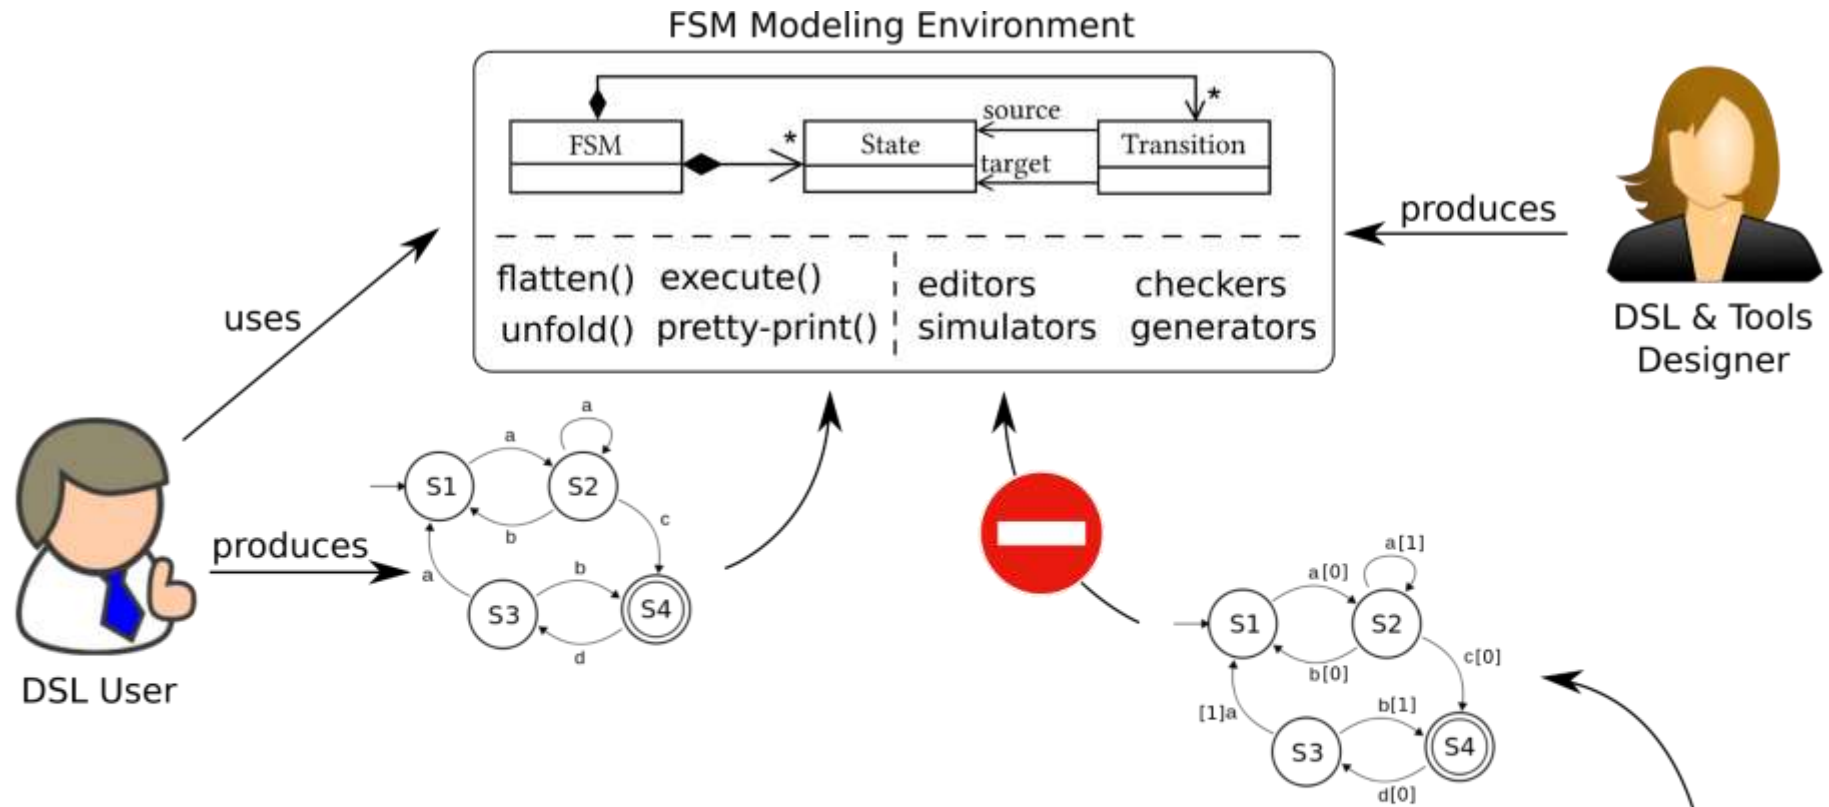 FSM Modeling Environment
*
source
FSM
*
State
Transition
target
produces
flatten() execute()
editors checkers
unfold() pretty-print()
simulators generators
DSL & Tools
Designer
uses
a
a
S1
S2
b
c
produces
a
b
S3
S4
d
DSL User
a[1]
a[0]
S1
S2
b[0]
c[0]
[1]a
b[1]
S3
S4
d[0]